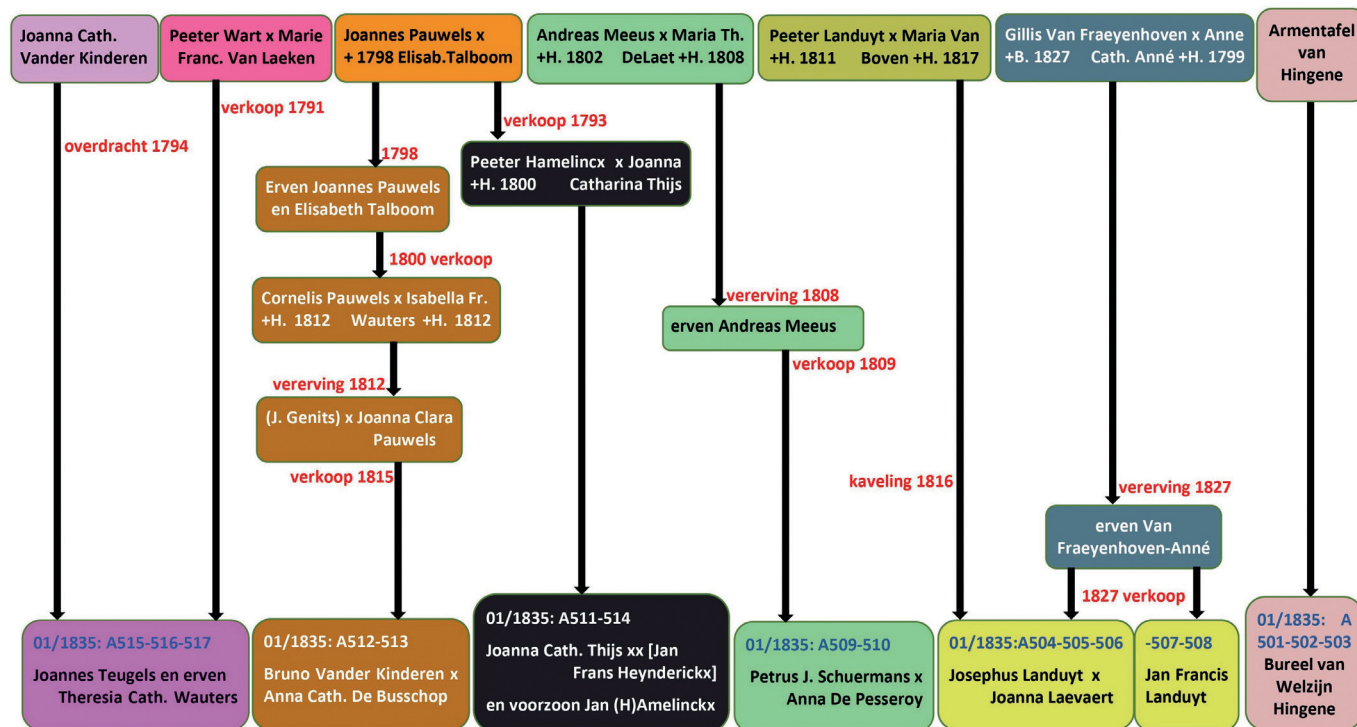 Joanna Cath.
Vander Kinderen
Peeter Wart x Marie
Franc. Van Laeken
Joannes Pauwels x
+ 1798 Elisab.Talboom
Andreas Meeus x Maria Th.
+H. 1802 DeLaet +H. 1808
Peeter Landuyt x Maria Van
+H. 1811 Boven +H. 1817
Gillis Van Fraeyenhoven x Anne
+B. 1827 Cath. Anné +H. 1799
Armentafel
van
Hingene
overdracht 1794
verkoop 1791
1798
verkoop 1793
Erven Joannes Pauwels
en Elisabeth Talboom
Peeter Hamelincx x Joanna
+H. 1800 Catharina Thijs
1800 verkoop
Cornelis Pauwels x Isabella Fr.
+H. 1812 Wauters +H. 1812
vererving 1808
erven Andreas Meeus
verkoop 1809
vererving 1812
(J. Genits) x Joanna Clara
Pauwels
verkoop 1815
kaveling 1816
vererving 1827
erven Van
Fraeyenhoven-Anné
1827 verkoop
01/1835: A515-516-517
Joannes Teugels en erven
Theresia Cath. Wauters
01/1835: A512-513
Bruno Vander Kinderen x
Anna Cath. De Busschop
01/1835: A511-514
Joanna Cath. Thijs xx [Jan
Frans Heynderickx]
en voorzoon Jan (H)Amelinckx
01/1835: A509-510
Petrus J. Schuermans x
Anna De Pesseroy
01/1835:A504-505-506
Josephus Landuyt x
Joanna Laevaert
-507-508
Jan Francis
Landuyt
01/1835: A
501-502-503
Bureel van
Welzijn
Hingene